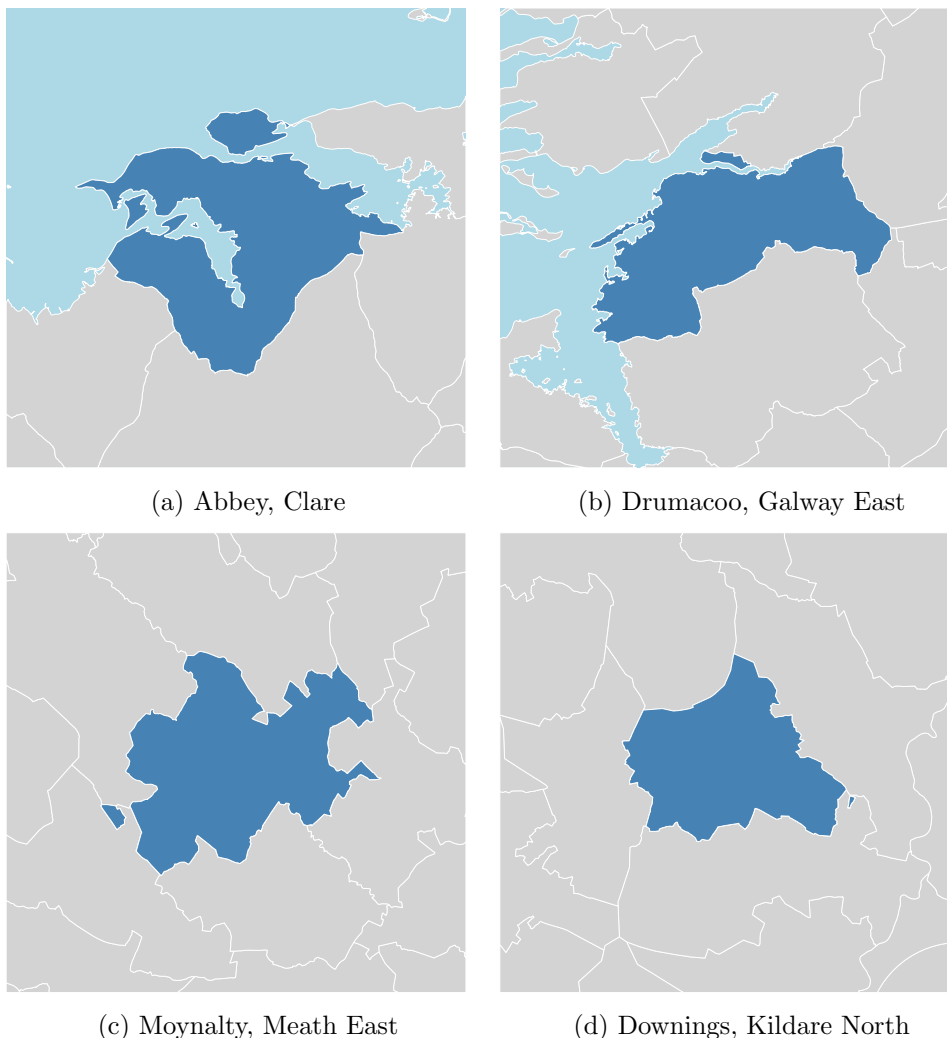 (a) Abbey, Clare
(b) Drumacoo, Galway East
(c) Moynalty, Meath East
(d) Downings, Kildare North